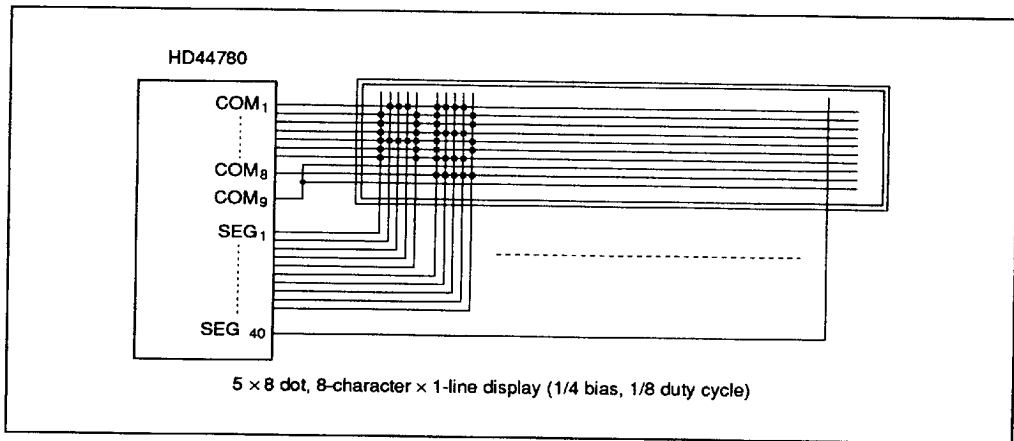 HD44780
COM1
COM8
COM9
SEG1
SEG 40
5 × 8 dot, 8-character × 1-line display (1/4 bias, 1/8 duty cycle)